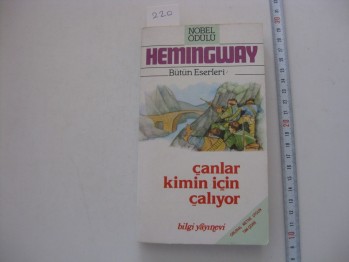 220
NOBEL
ÖDÜLÜ
HEMINGWAY
Bütün Eserleri
çanlar
kimin için
çalıyor
bilgi yayınevi